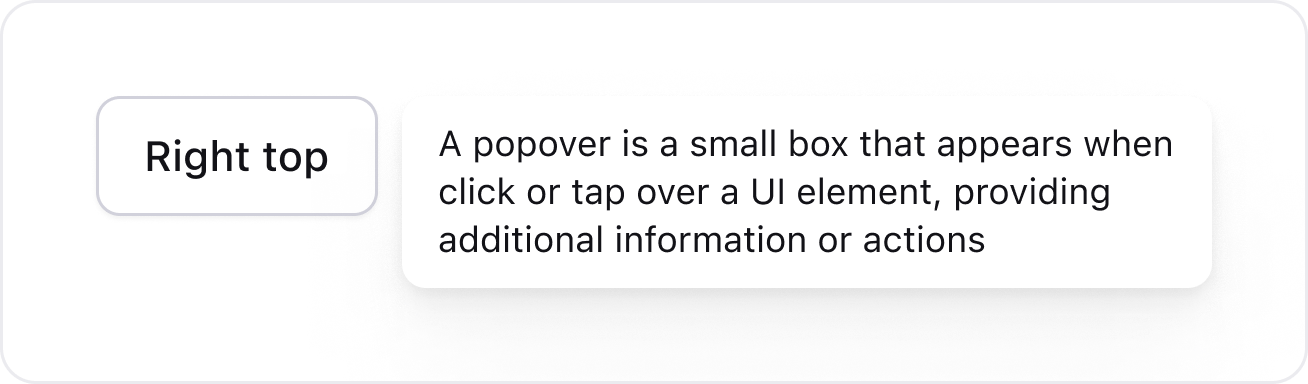 Right top
A popover is a small box that appears when
click or tap over a UI element, providing
additional information or actions